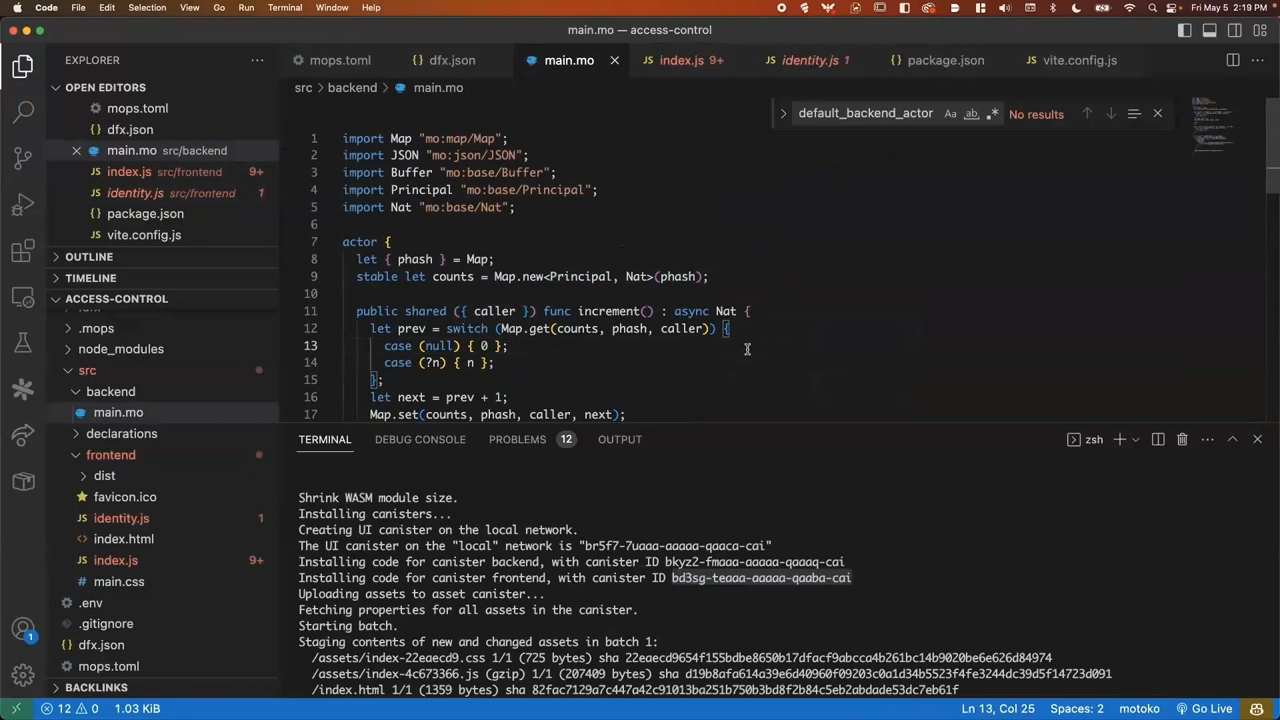 Code File Edit Selection View Go Run Terminal Window Help Fri May 5 2:19 PM
main.mo — access-control
EXPLORER
mops.toml
dfx.json
main.mo
JS index.js 9+
JS identity.js 1
package.json
JS vite.config.js
src > backend > main.mo
default_backend_actor Aa ab No results
OPEN EDITORS
mops.toml
dfx.json
main.mo src/backend
JS index.js src/frontend 9+
JS identity.js src/frontend 1
JS package.json
JS vite.config.js
OUTLINE
TIMELINE
ACCESS-CONTROL
.mops
node_modules
src
backend
main.mo
declarations
frontend
dist
favicon.ico
JS identity.js 1
<> index.html
JS index.js 9+
main.css
.env
.gitignore
dfx.json
mops.toml
BACKLINKS
1 import Map "mo:map/Map";
2 import JSON "mo:json/JSON";
3 import Buffer "mo:base/Buffer";
4 import Principal "mo:base/Principal";
5 import Nat "mo:base/Nat";
6
7 actor {
8 let { phash } = Map;
9 stable let counts = Map.new<Principal, Nat>(phash);
10
11 public shared ({ caller }) func increment() : async Nat {
12 let prev = switch (Map.get(counts, phash, caller)) {
13 case (null) { 0 };
14 case (?n) { n };
15 };
16 let next = prev + 1;
17 Map.set(counts, phash, caller, next);
TERMINAL DEBUG CONSOLE PROBLEMS 12 OUTPUT zsh
Shrink WASM module size.
Installing canisters...
Creating UI canister on the local network.
The UI canister on the "local" network is "br5f7-7uaaa-aaaaa-qaaca-cai"
Installing code for canister backend, with canister ID bkyz2-fmaaa-aaaaa-qaaaq-cai
Installing code for canister frontend, with canister ID bd3sg-teaaa-aaaaa-qaaba-cai
Uploading assets to asset canister...
Fetching properties for all assets in the canister.
Starting batch.
Staging contents of new and changed assets in batch 1:
/assets/index-22eaecd9.css 1/1 (725 bytes) sha 22eaecd9654f155bdbe8650b17dfacf9abcca4b261bc14b9020be6e626d84974
/assets/index-4c673366.js (gzip) 1/1 (207409 bytes) sha d19b8afa614a39e6d40960f09203c0a1d34b5523f4fe3244dc39d5f14723d091
/index.html 1/1 (1359 bytes) sha 82fac7129a7c447a42c91013ba251b750b3bd8f2b84c5eb2abdade53dc7eb61f
1
12 0 1.03 KiB Ln 13, Col 25 Spaces: 2 motoko Go Live